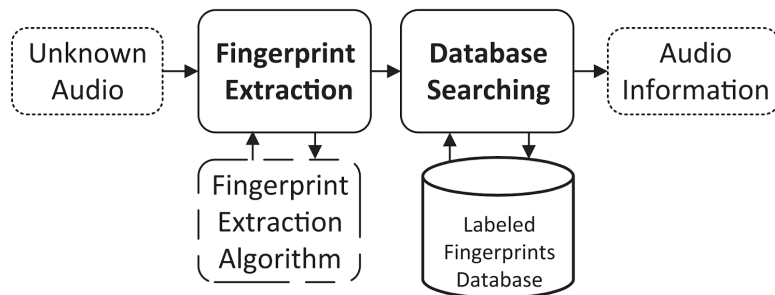 Unknown
Audio
Fingerprint
Extraction
Database
Searching
Audio
Information
Fingerprint
Extraction
Algorithm
Labeled
Fingerprints
Database